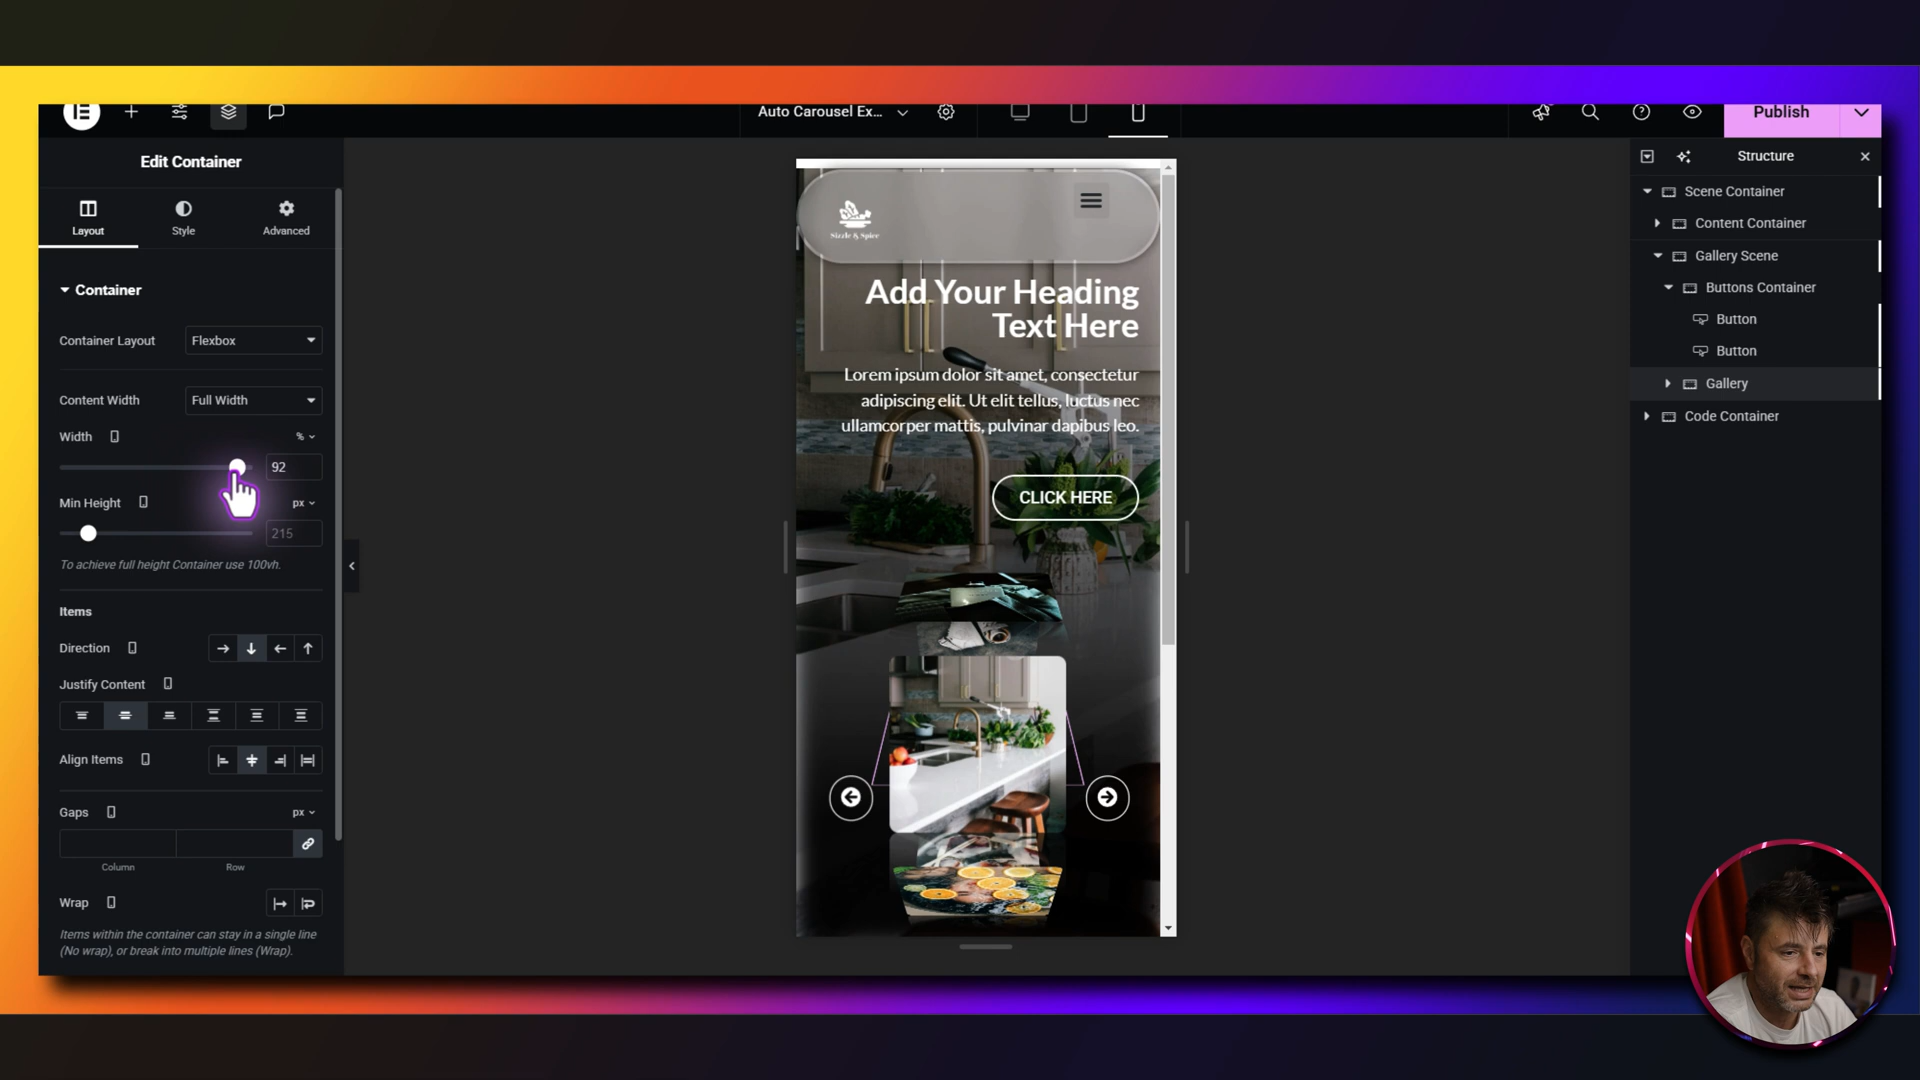 Auto Carousel Ex...
Publish
Edit Container
Structure
Layout
Style
Advanced
Scene Container
Content Container
Gallery Scene
Buttons Container
Button
Button
Gallery
Code Container
Container
Container Layout
Flexbox
Content Width
Full Width
Width
%
92
Min Height
px
215
To achieve full height Container use 100vh.
Items
Direction
Justify Content
Align Items
Gaps
px
Column
Row
Wrap
Items within the container can stay in a single line
(No wrap), or break into multiple lines (Wrap).
Sizzle & Spice
Add Your Heading
Text Here
Lorem ipsum dolor sit amet, consectetur
adipiscing elit. Ut elit tellus, luctus nec
ullamcorper mattis, pulvinar dapibus leo.
CLICK HERE